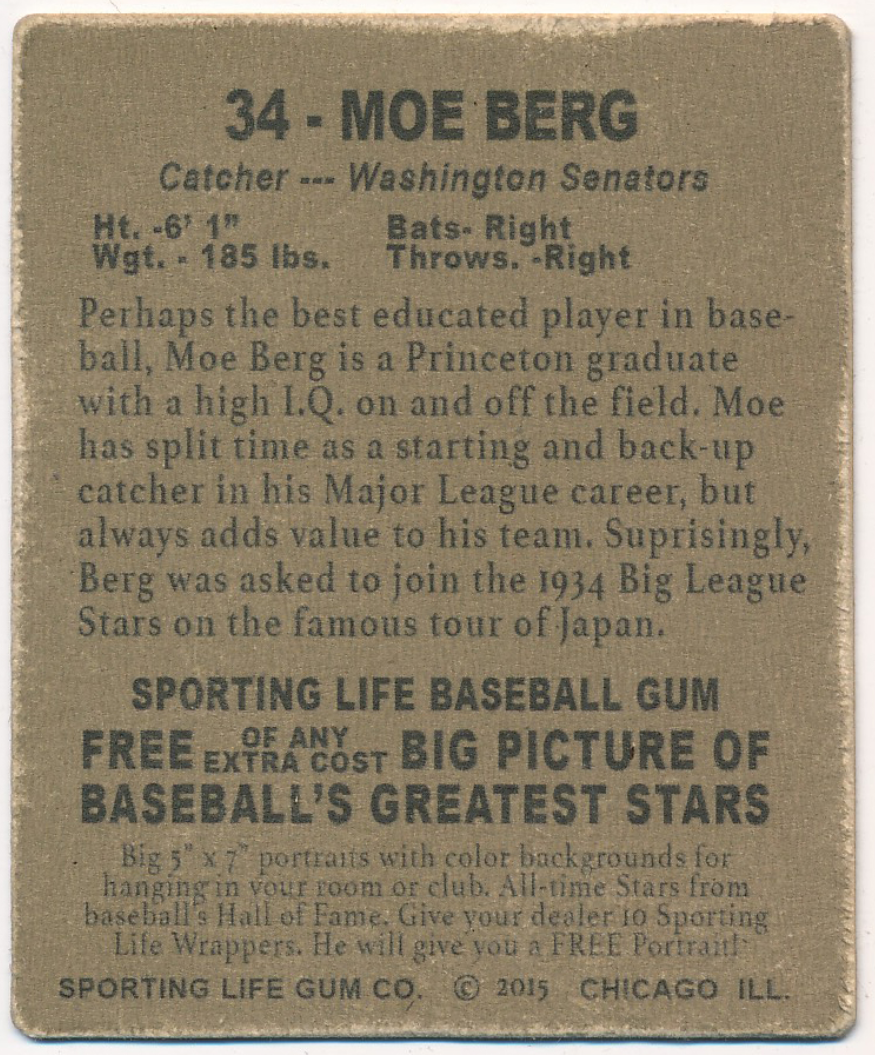 34 - MOE BERG
Catcher --- Washington Senators
Ht. -6' 1" Bats- Right
Wgt. - 185 lbs. Throws. -Right
Perhaps the best educated player in base-
ball, Moe Berg is a Princeton graduate
with a high I.Q. on and off the field. Moe
has split time as a starting and back-up
catcher in his Major League career, but
always adds value to his team. Suprisingly,
Berg was asked to join the 1934 Big League
Stars on the famous tour of Japan.
SPORTING LIFE BASEBALL GUM
FREE OF ANY EXTRA COST BIG PICTURE OF
BASEBALL'S GREATEST STARS
Big 5" x 7" portraits with color backgrounds for
hanging in your room or club. All-time Stars from
baseball's Hall of Fame. Give your dealer 10 Sporting
Life Wrappers. He will give you a FREE Portrait!
SPORTING LIFE GUM CO. © 2015 CHICAGO ILL.